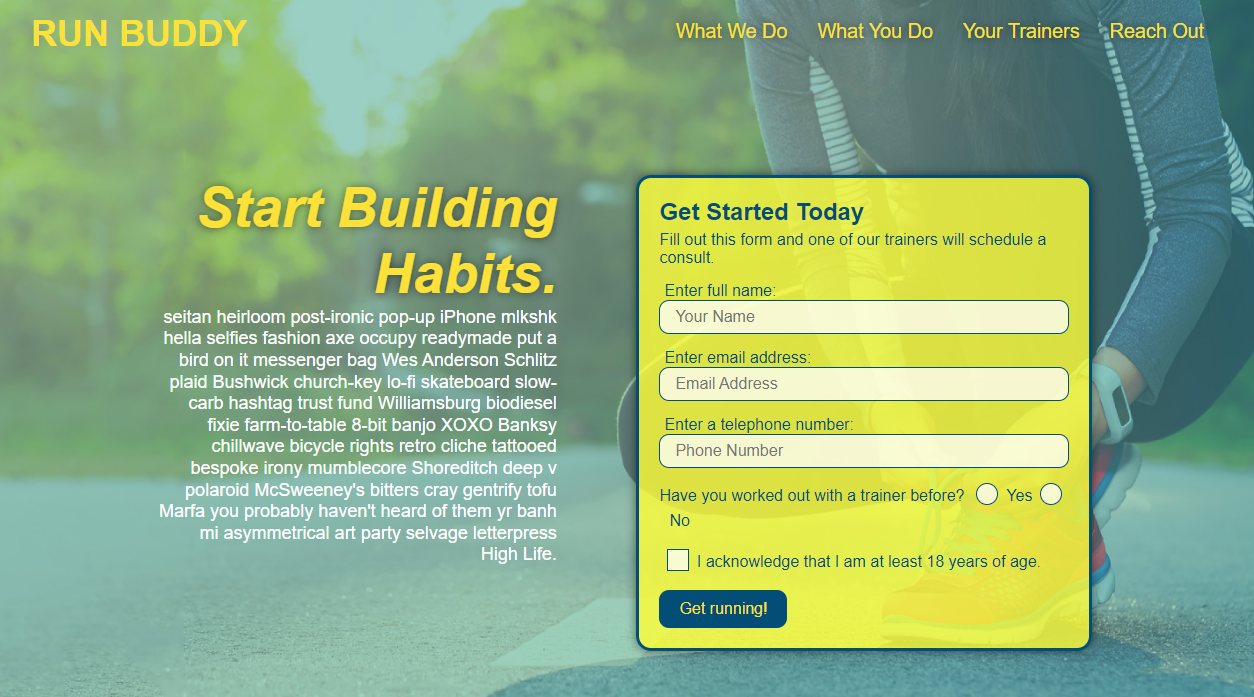 RUN BUDDY
What We Do What You Do Your Trainers Reach Out
Start Building
Habits.
seitan heirloom post-ironic pop-up iPhone mlkshk
hella selfies fashion axe occupy readymade put a
bird on it messenger bag Wes Anderson Schlitz
plaid Bushwick church-key lo-fi skateboard slow-
carb hashtag trust fund Williamsburg biodiesel
fixie farm-to-table 8-bit banjo XOXO Banksy
chillwave bicycle rights retro cliche tattooed
bespoke irony mumblecore Shoreditch deep v
polaroid McSweeney's bitters cray gentrify tofu
Marfa you probably haven't heard of them yr banh
mi asymmetrical art party selvage letterpress
High Life.
Get Started Today
Fill out this form and one of our trainers will schedule a
consult.
Enter full name:
Your Name
Enter email address:
Email Address
Enter a telephone number:
Phone Number
Have you worked out with a trainer before? Yes
No
I acknowledge that I am at least 18 years of age.
Get running!